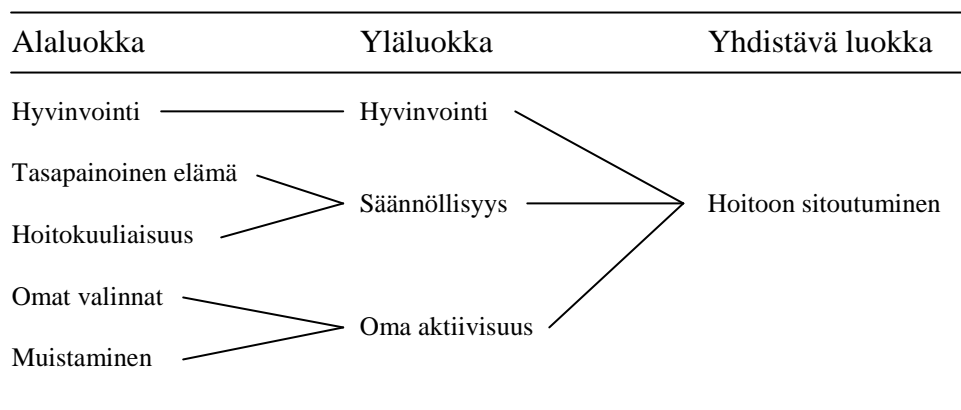 Alaluokka Yläluokka Yhdistävä luokka
Hyvinvointi Hyvinvointi
Tasapainoinen elämä
Säännöllisyys Hoitoon sitoutuminen
Hoitokuuliaisuus
Omat valinnat
Oma aktiivisuus
Muistaminen